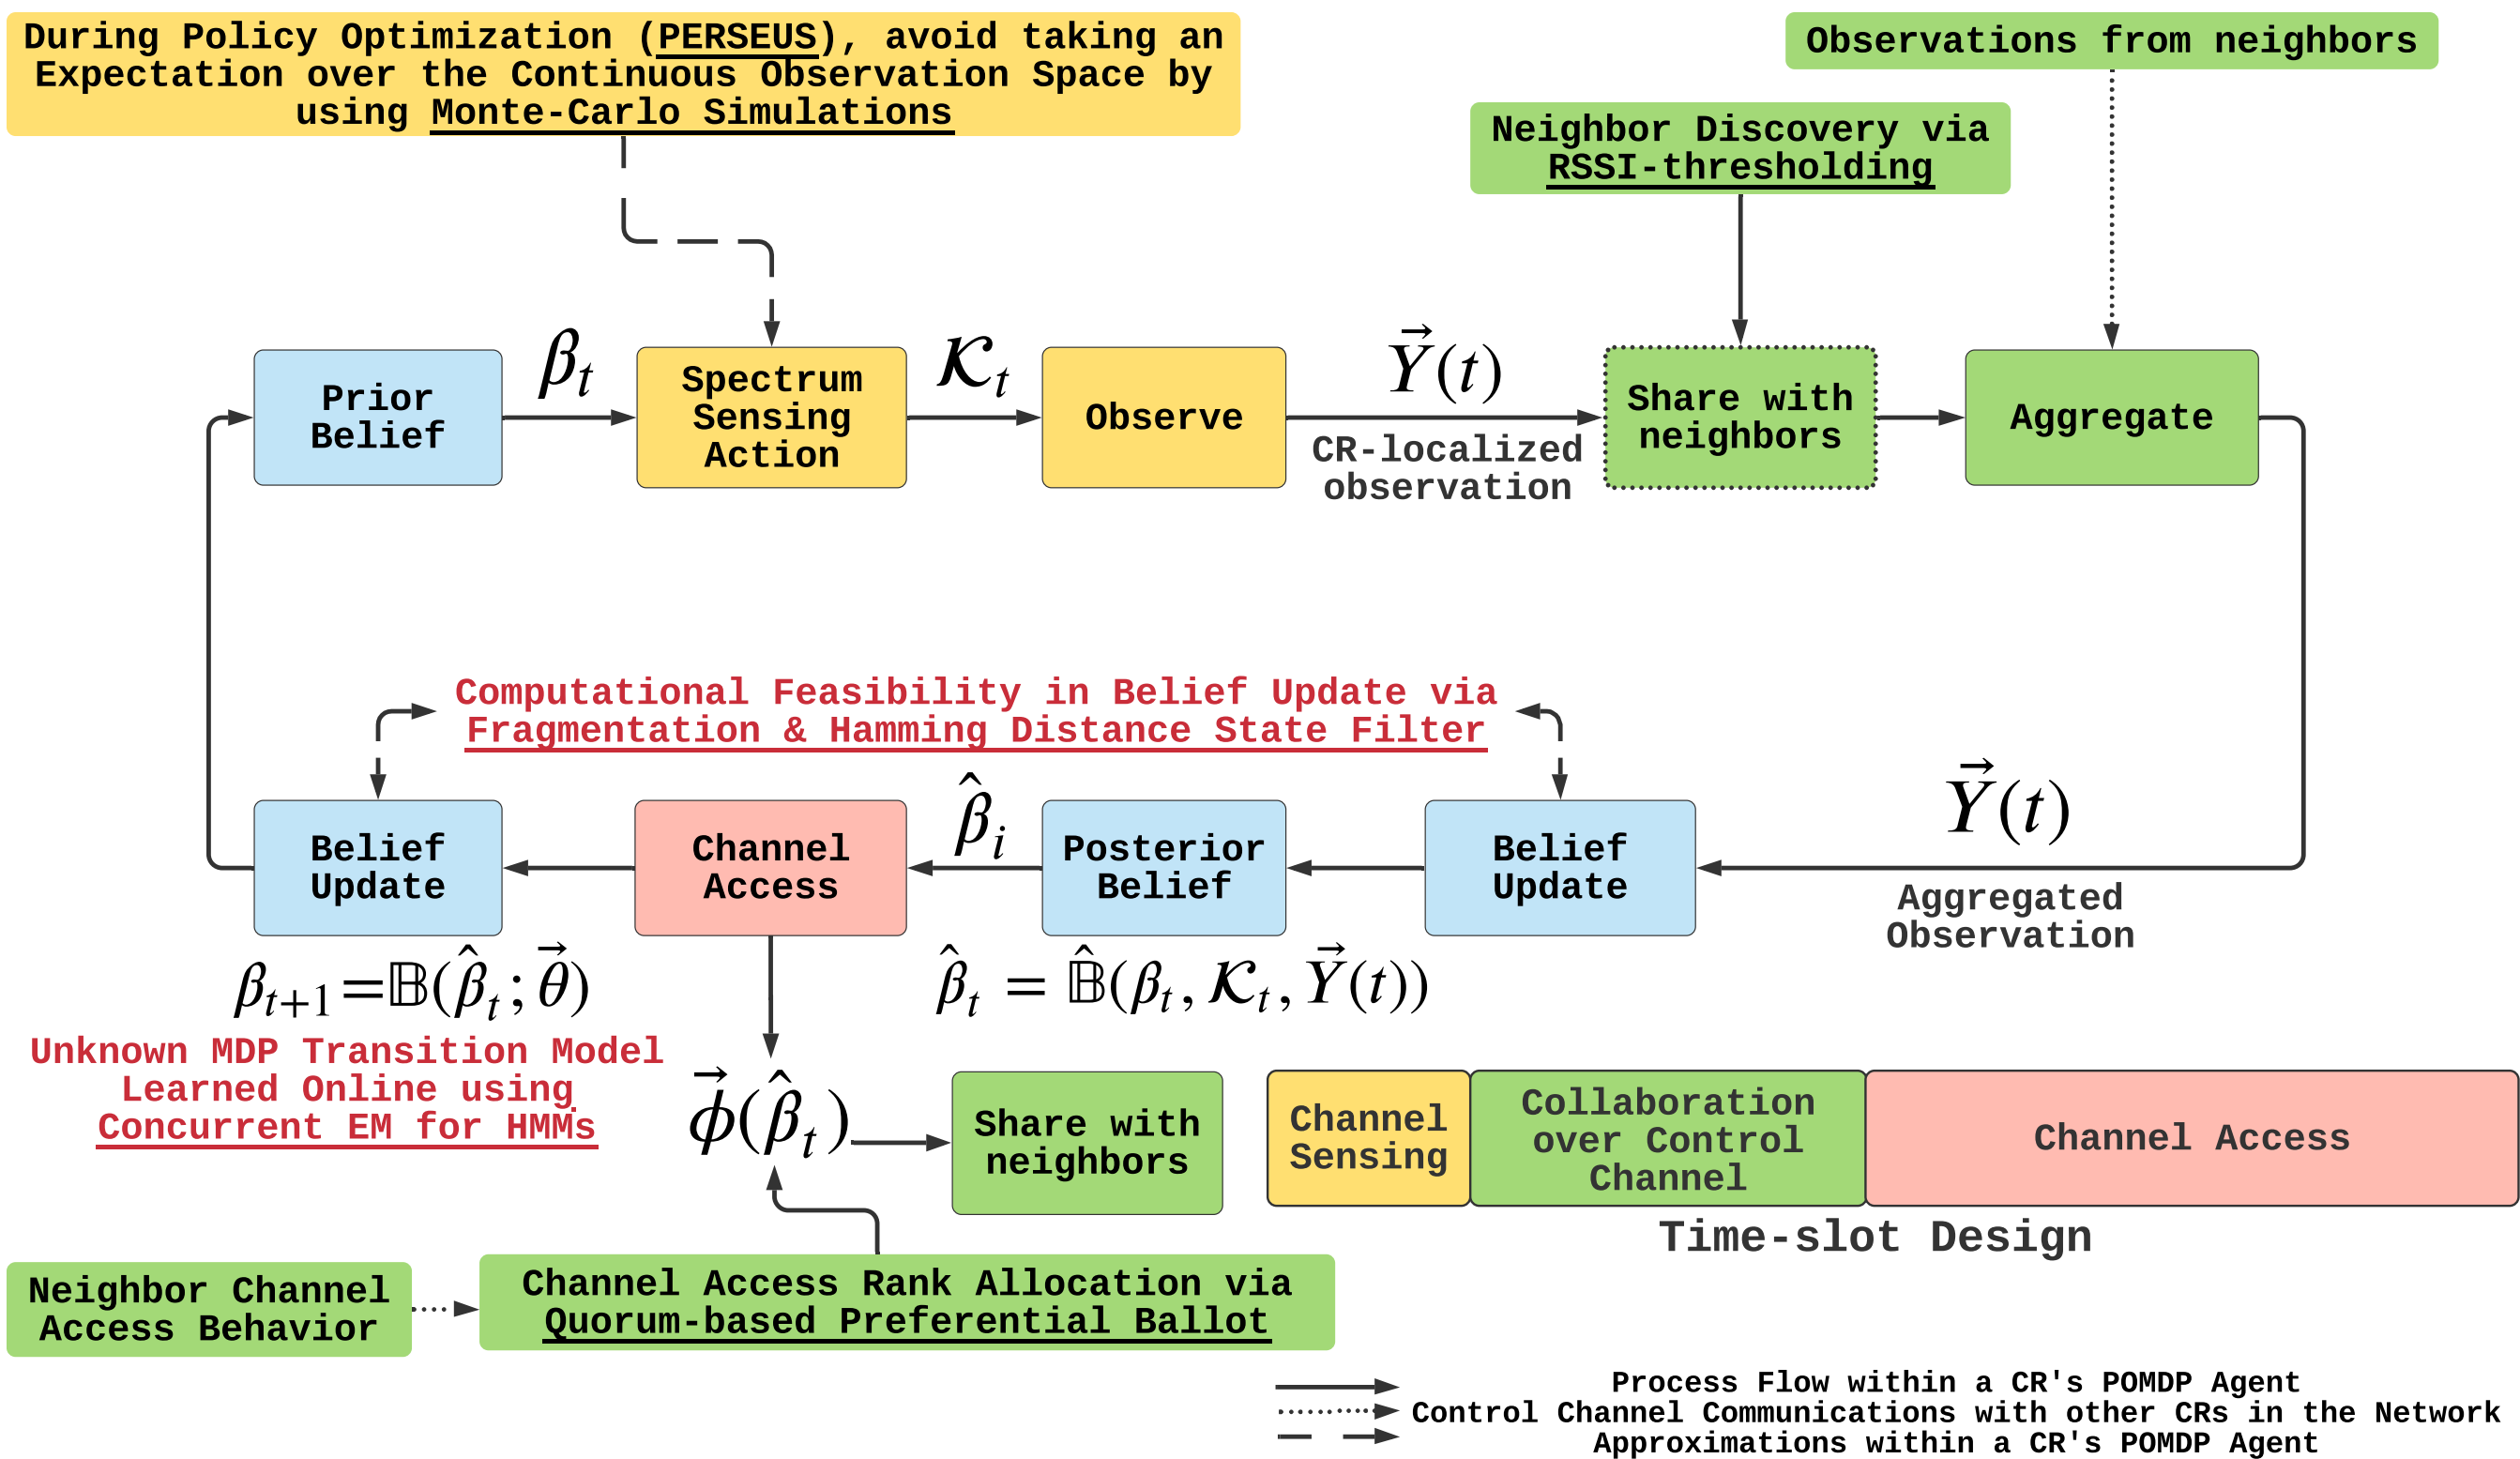 During Policy Optimization (PERSEUS), avoid taking an
Expectation over the Continuous Observation Space by
using Monte-Carlo Simulations
Observations from neighbors
Neighbor Discovery via
RSSI-thresholding
Prior
Belief
β_t
Spectrum
Sensing
Action
𝒦_t
Observe
Y⃗(t)
CR-localized
observation
Share with
neighbors
Aggregate
Computational Feasibility in Belief Update via
Fragmentation & Hamming Distance State Filter
Belief
Update
Channel
Access
β̂_i
Posterior
Belief
Belief
Update
Y⃗(t)
Aggregated
Observation
β_{t+1}=𝔹(β̂_t;θ⃗)
β̂_t = 𝔹̂(β_t,𝒦_t,Y⃗(t))
Unknown MDP Transition Model
Learned Online using
Concurrent EM for HMMs
ϕ⃗(β̂_t)
Share with
neighbors
Channel
Sensing
Collaboration
over Control
Channel
Channel Access
Time-slot Design
Neighbor Channel
Access Behavior
Channel Access Rank Allocation via
Quorum-based Preferential Ballot
Process Flow within a CR's POMDP Agent
Control Channel Communications with other CRs in the Network
Approximations within a CR's POMDP Agent